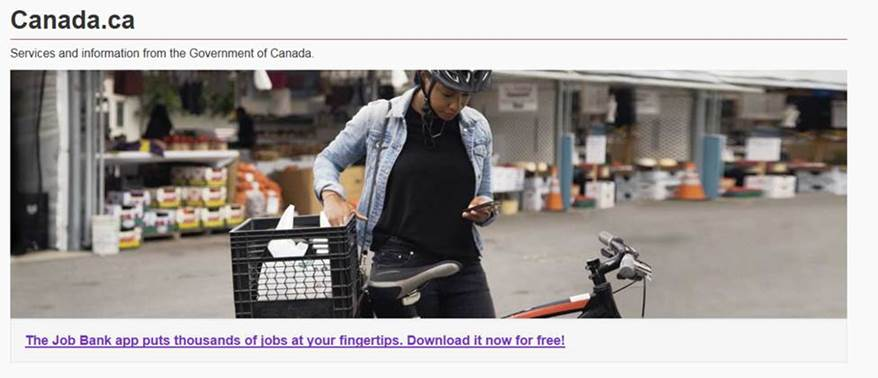 Canada.ca
Services and information from the Government of Canada.
The Job Bank app puts thousands of jobs at your fingertips. Download it now for free!